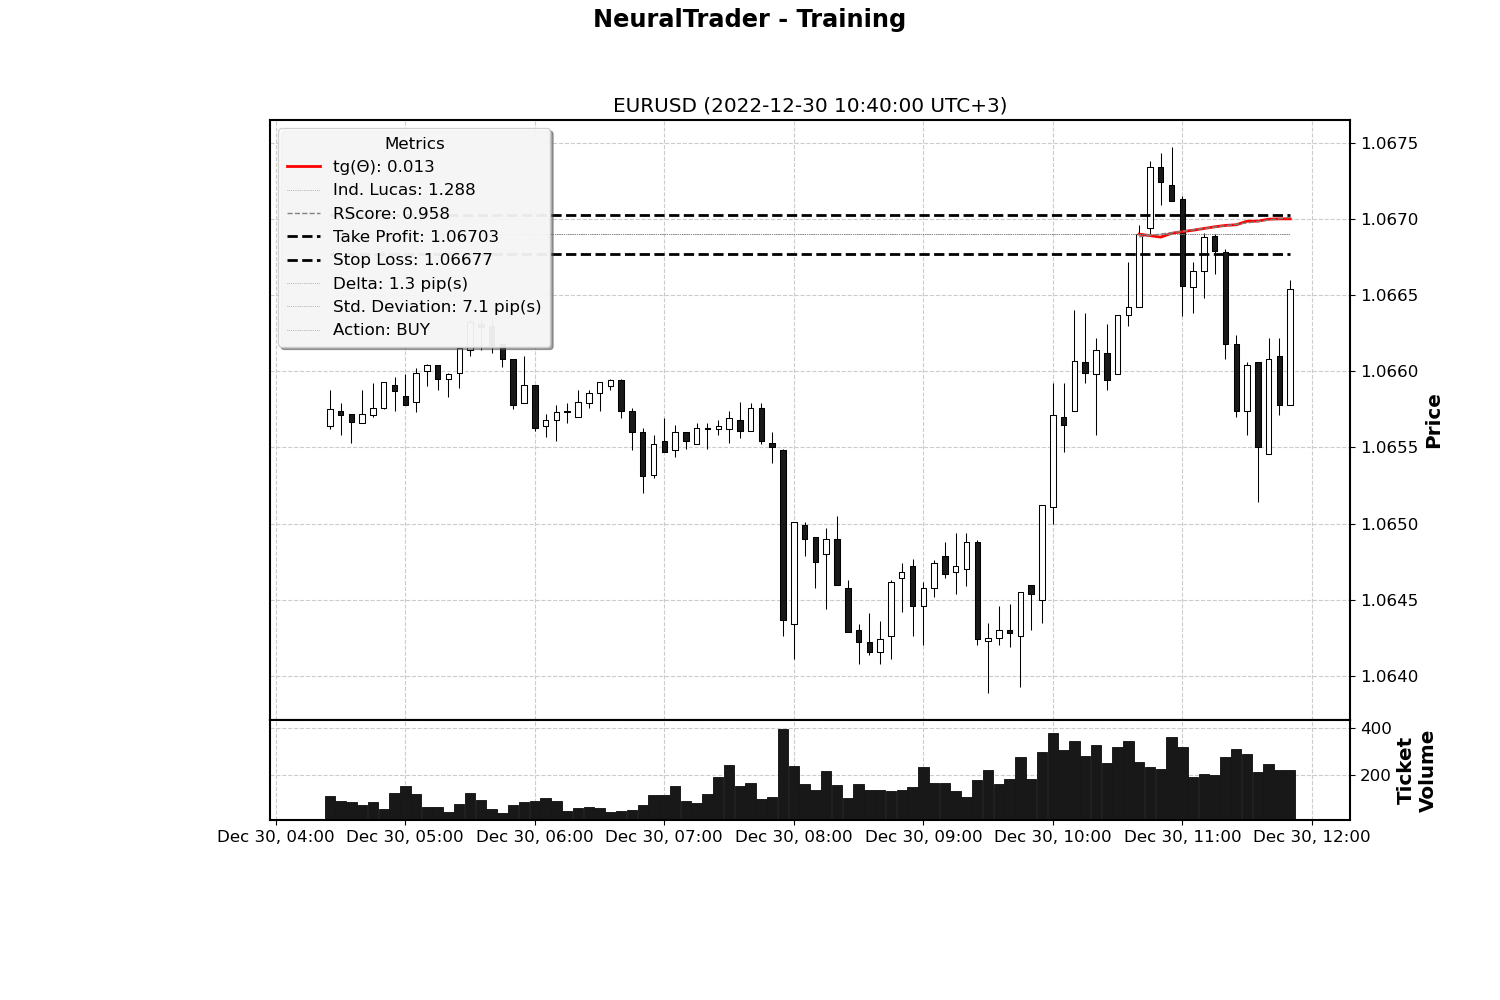 NeuralTrader - Training
EURUSD (2022-12-30 10:40:00 UTC+3)
Metrics
tg(Θ): 0.013
Ind. Lucas: 1.288
RScore: 0.958
Take Profit: 1.06703
Stop Loss: 1.06677
Delta: 1.3 pip(s)
Std. Deviation: 7.1 pip(s)
Action: BUY
1.0675
1.0670
1.0665
1.0660
1.0655
1.0650
1.0645
1.0640
Price
400
200
Ticket
Volume
Dec 30, 04:00 Dec 30, 05:00 Dec 30, 06:00 Dec 30, 07:00 Dec 30, 08:00 Dec 30, 09:00 Dec 30, 10:00 Dec 30, 11:00 Dec 30, 12:00